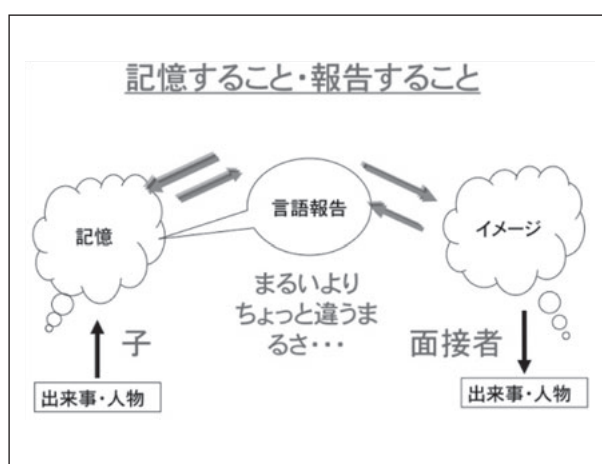 記憶すること・報告すること
記憶
言語報告
イメージ
まるいより
ちょっと違うま
るさ・・・
子
面接者
出来事・人物
出来事・人物